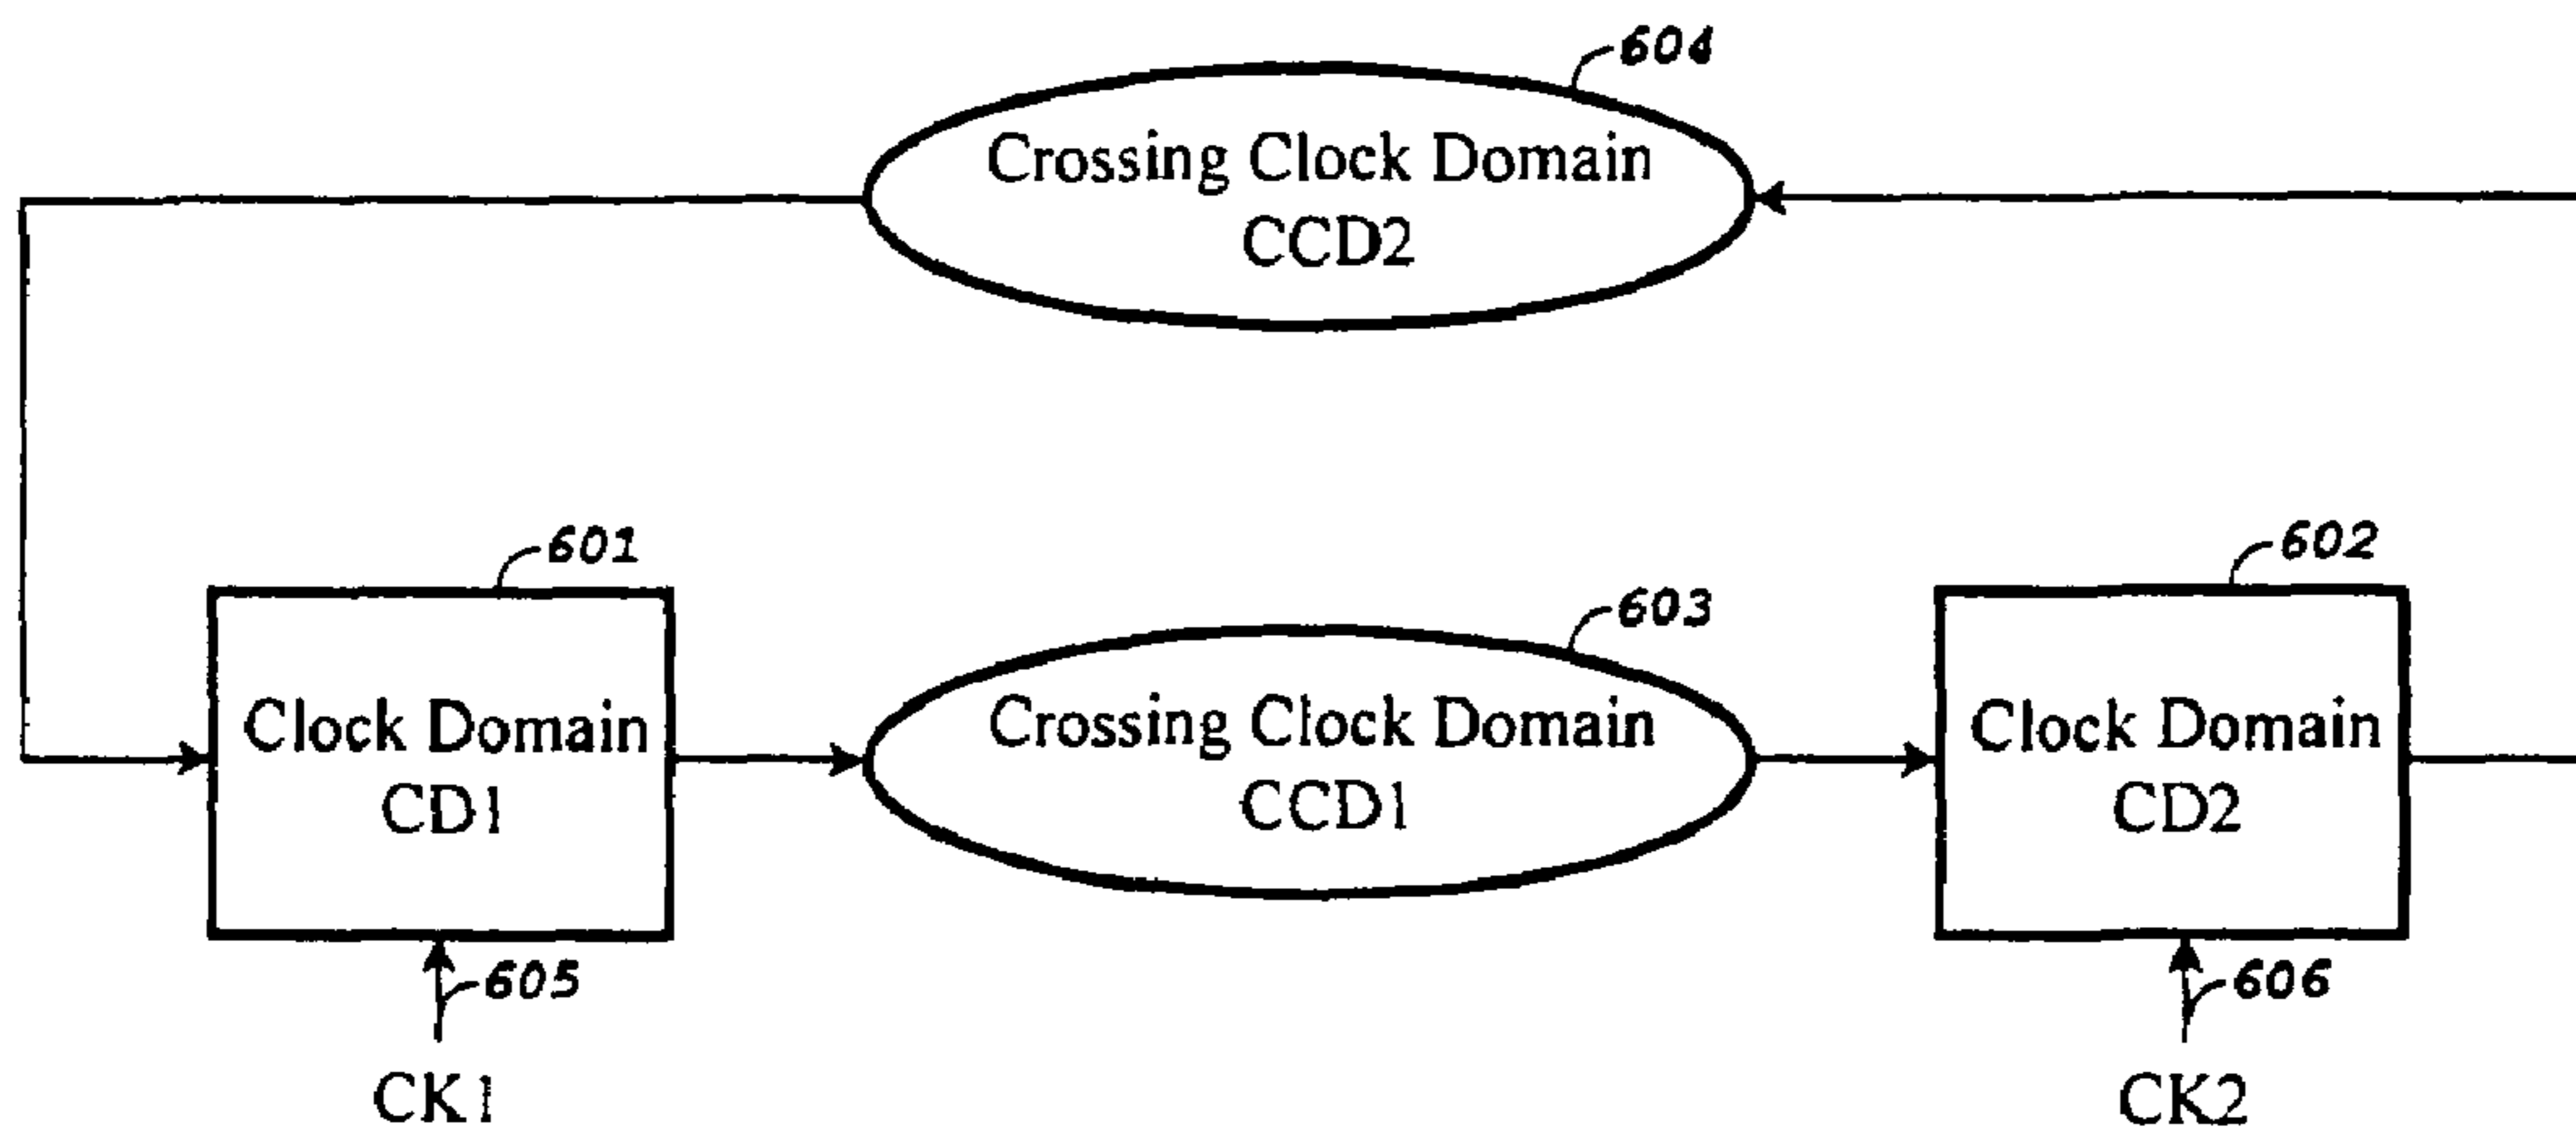 604
Crossing Clock Domain
CCD2
601
602
603
Clock Domain
CD1
Crossing Clock Domain
CCD1
Clock Domain
CD2
605
606
CK1
CK2